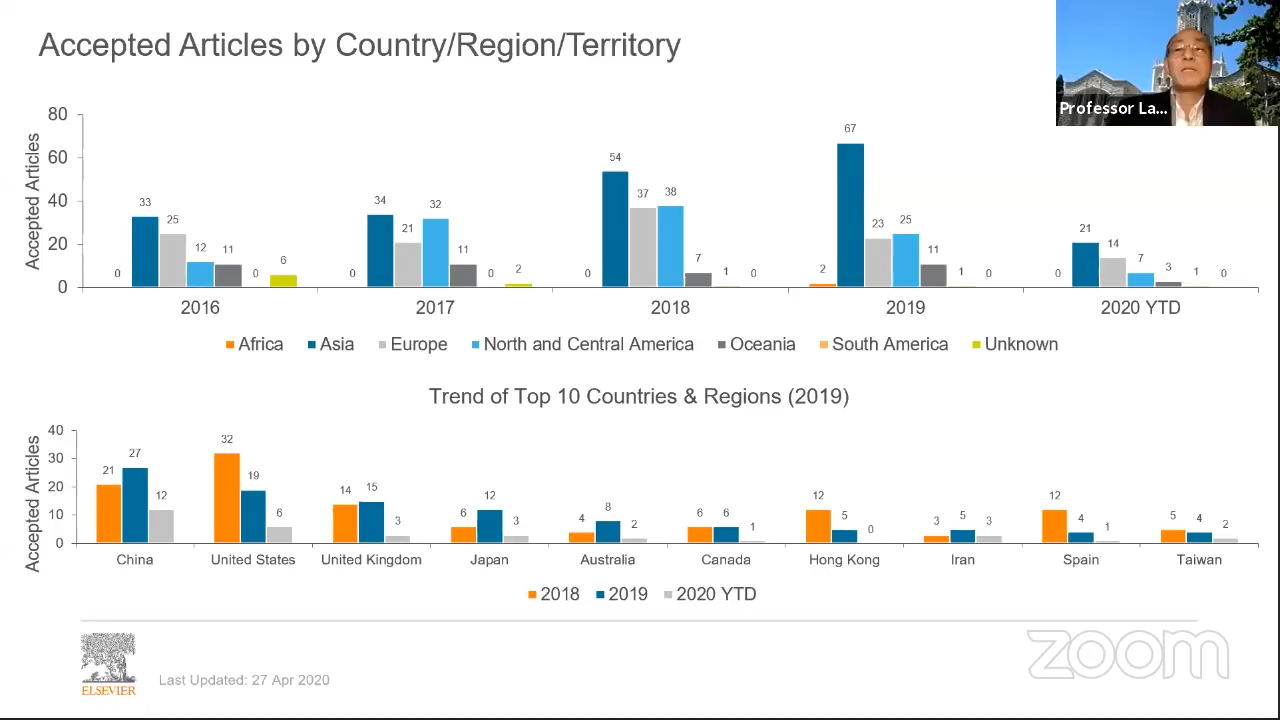 Accepted Articles by Country/Region/Territory
Professor La...
Accepted Articles
80
60
40
20
0
0 33 25 12 11 0 6
0 34 21 32 11 0 2
0 54 37 38 7 1 0
2 67 23 25 11 1 0
0 21 14 7 3 1 0
2016 2017 2018 2019 2020 YTD
Africa Asia Europe North and Central America Oceania South America Unknown
Trend of Top 10 Countries & Regions (2019)
Accepted Articles
40
30
20
10
0
21 27 12
32 19 6
14 15 3
6 12 3
4 8 2
6 6 1
12 5 0
3 5 3
12 4 1
5 4 2
China United States United Kingdom Japan Australia Canada Hong Kong Iran Spain Taiwan
2018 2019 2020 YTD
ELSEVIER
Last Updated: 27 Apr 2020
zoom